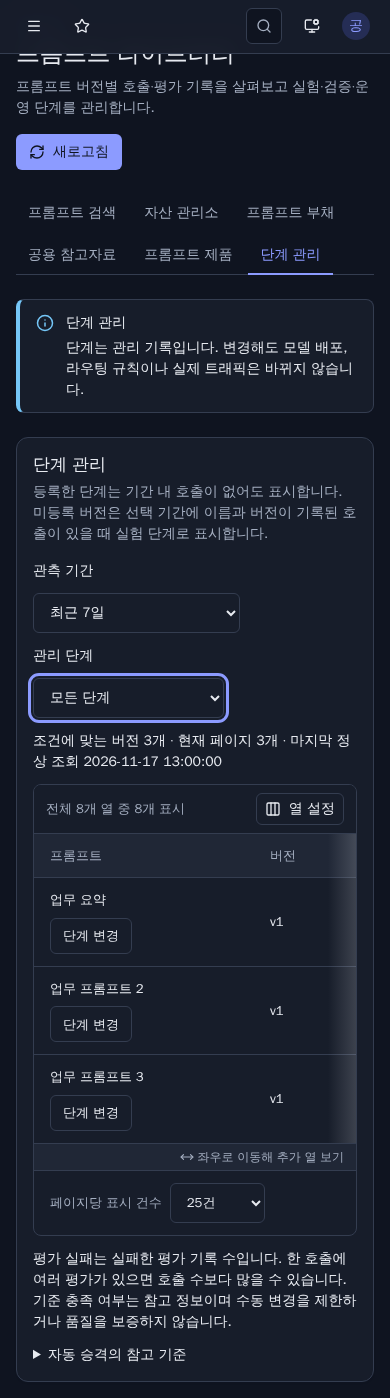 공
프롬프트 라이브러리
프롬프트 버전별 호출·평가 기록을 살펴보고 실험·검증·운
영 단계를 관리합니다.
새로고침
프롬프트 검색
자산 관리소
프롬프트 부채
공용 참고자료
프롬프트 제품
단계 관리
단계 관리
단계는 관리 기록입니다. 변경해도 모델 배포,
라우팅 규칙이나 실제 트래픽은 바뀌지 않습니
다.
단계 관리
등록한 단계는 기간 내 호출이 없어도 표시합니다.
미등록 버전은 선택 기간에 이름과 버전이 기록된 호
출이 있을 때 실험 단계로 표시합니다.
관측 기간
최근 7일
관리 단계
모든 단계
조건에 맞는 버전 3개 · 현재 페이지 3개 · 마지막 정
상 조회 2026-11-17 13:00:00
전체 8개 열 중 8개 표시
열 설정
프롬프트
버전
업무 요약
단계 변경
v1
업무 프롬프트 2
단계 변경
v1
업무 프롬프트 3
단계 변경
v1
좌우로 이동해 추가 열 보기
페이지당 표시 건수
25건
평가 실패는 실패한 평가 기록 수입니다. 한 호출에
여러 평가가 있으면 호출 수보다 많을 수 있습니다.
기준 충족 여부는 참고 정보이며 수동 변경을 제한하
거나 품질을 보증하지 않습니다.
자동 승격의 참고 기준